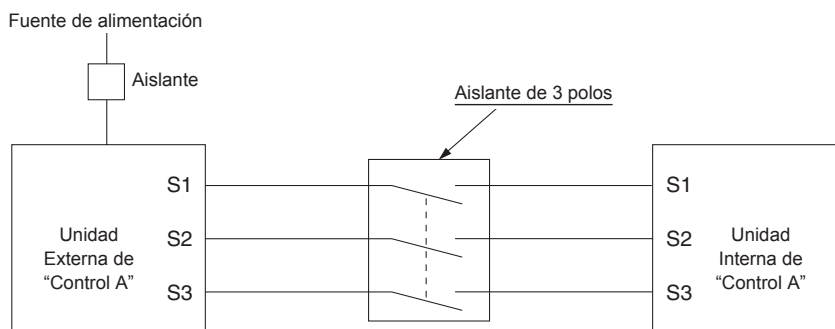 Fuente de alimentación
Aislante
Aislante de 3 polos
S1
S1
Unidad
Externa de
“Control A”
S2
S2
Unidad
Interna de
“Control A”
S3
S3